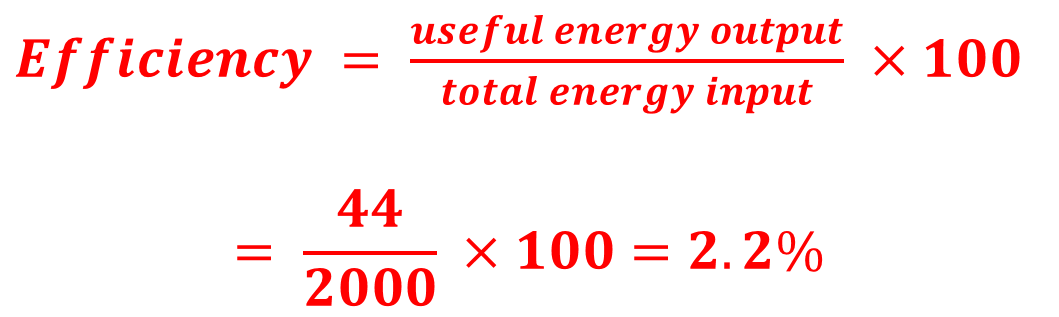 Efficiency = useful energy output / total energy input × 100
= 44 / 2000 × 100 = 2.2%